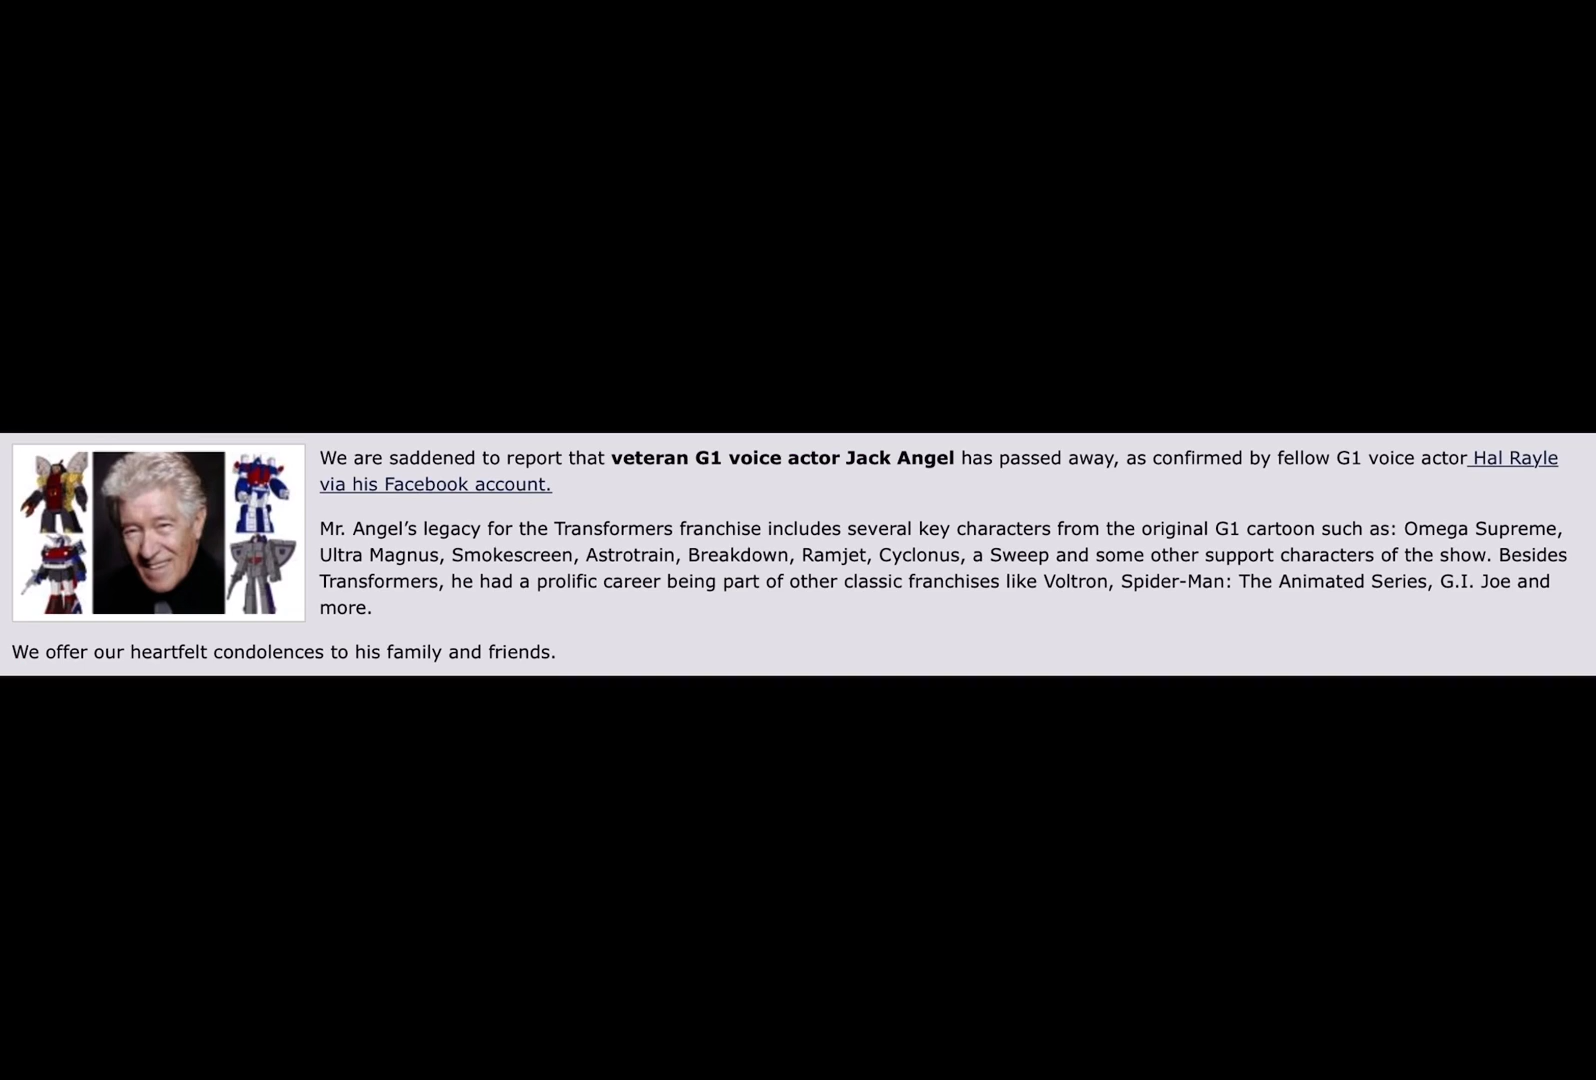 We are saddened to report that veteran G1 voice actor Jack Angel has passed away, as confirmed by fellow G1 voice actor Hal Rayle
via his Facebook account.
Mr. Angel’s legacy for the Transformers franchise includes several key characters from the original G1 cartoon such as: Omega Supreme,
Ultra Magnus, Smokescreen, Astrotrain, Breakdown, Ramjet, Cyclonus, a Sweep and some other support characters of the show. Besides
Transformers, he had a prolific career being part of other classic franchises like Voltron, Spider-Man: The Animated Series, G.I. Joe and
more.
We offer our heartfelt condolences to his family and friends.